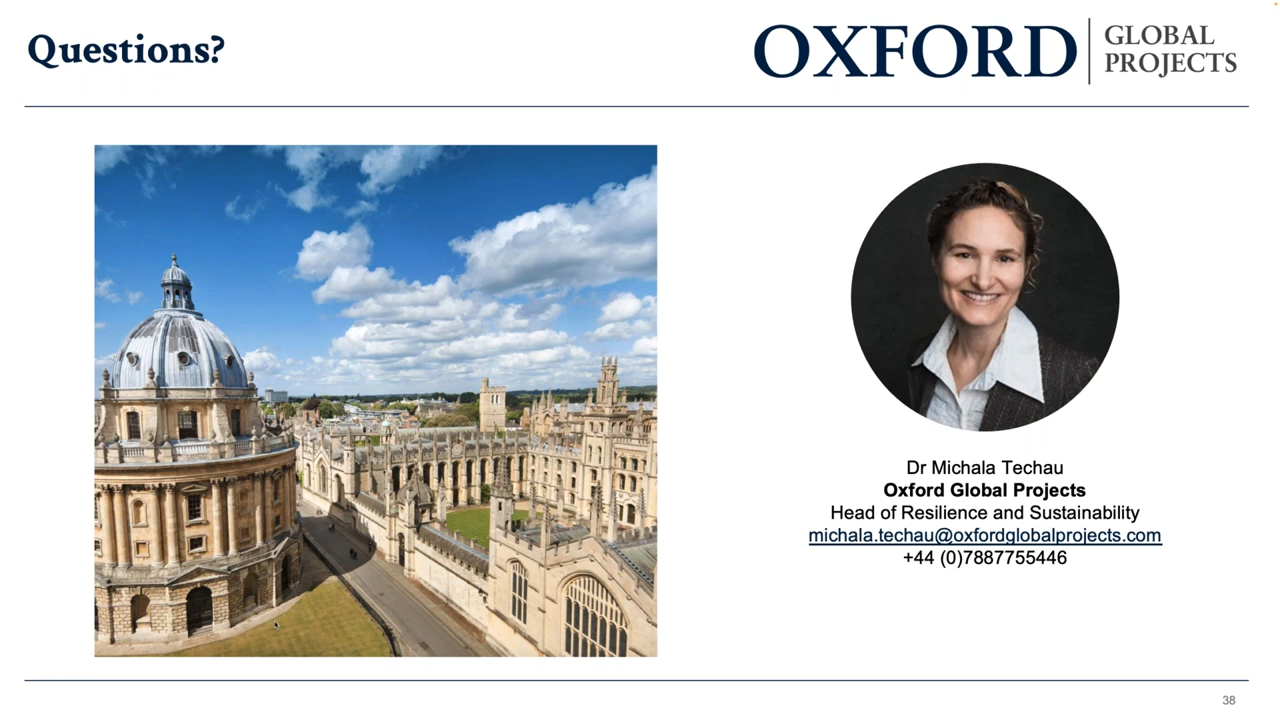 Questions?
OXFORD
GLOBAL
PROJECTS
Dr Michala Techau
Oxford Global Projects
Head of Resilience and Sustainability
michala.techau@oxfordglobalprojects.com
+44 (0)7887755446
38